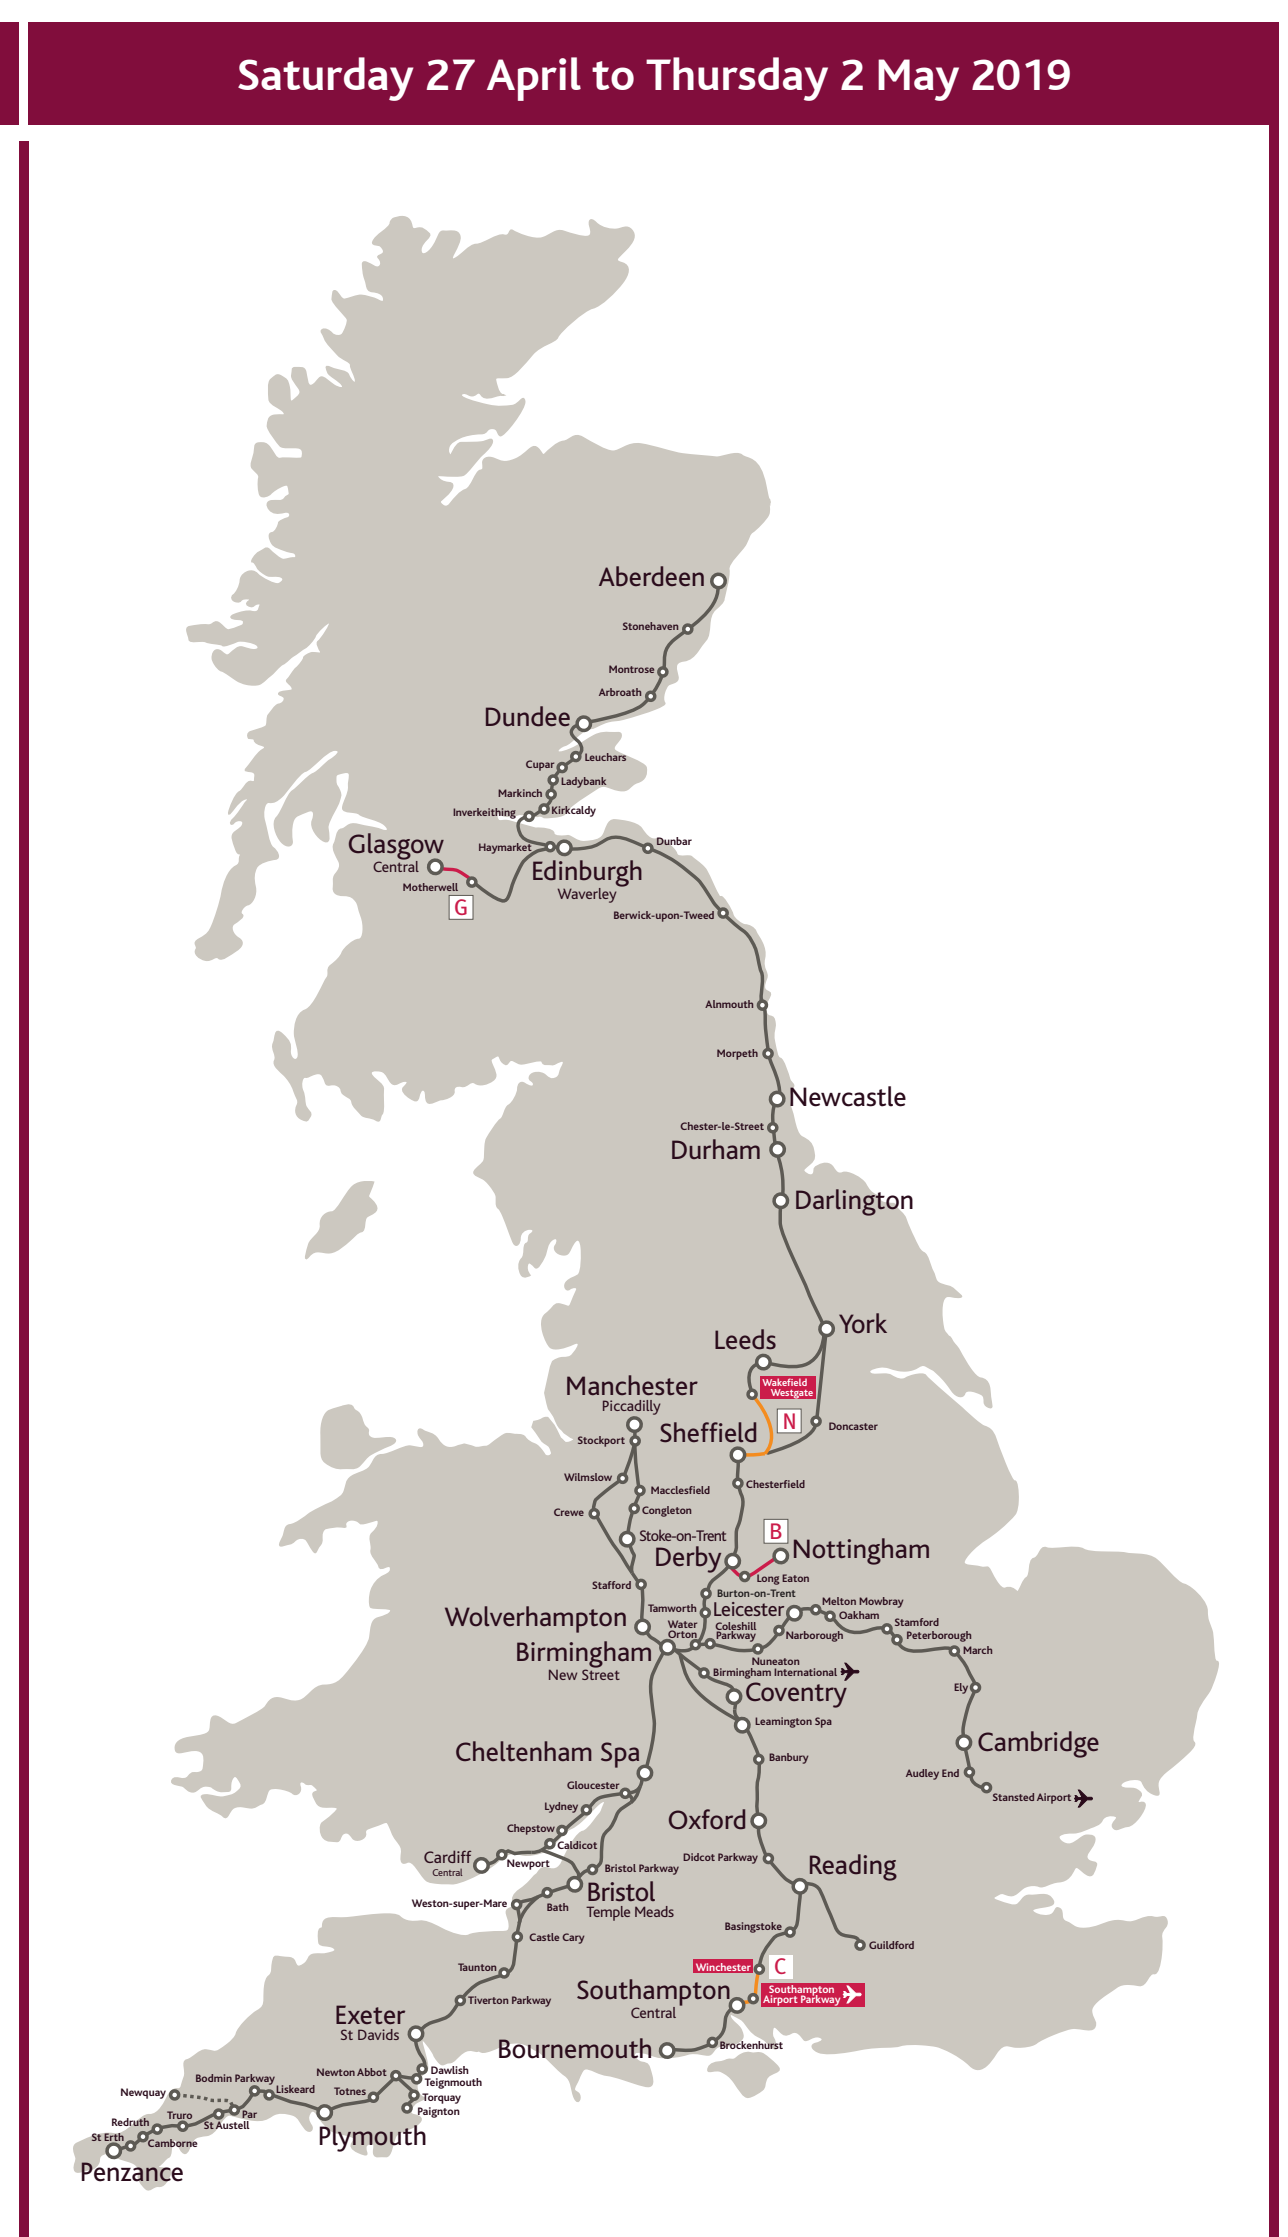 Saturday 27 April to Thursday 2 May 2019
Aberdeen
Stonehaven
Montrose
Arbroath
Dundee
Leuchars
Cupar
Ladybank
Markinch
Kirkcaldy
Inverkeithing
Glasgow
Central
Haymarket
Dunbar
Edinburgh
Waverley
Motherwell
G
Berwick-upon-Tweed
Alnmouth
Morpeth
Newcastle
Chester-le-Street
Durham
Darlington
York
Leeds
Wakefield
Westgate
Manchester
Piccadilly
N
Doncaster
Sheffield
Stockport
Wilmslow
Chesterfield
Macclesfield
Crewe
Congleton
Stoke-on-Trent
B
Nottingham
Derby
Long Eaton
Stafford
Burton-on-Trent
Tamworth
Leicester
Melton Mowbray
Oakham
Wolverhampton
Water
Orton
Coleshill
Parkway
Narborough
Stamford
Peterborough
March
Birmingham
New Street
Nuneaton
Birmingham International
Coventry
Ely
Leamington Spa
Cambridge
Cheltenham Spa
Banbury
Audley End
Stansted Airport
Gloucester
Lydney
Oxford
Chepstow
Caldicot
Cardiff
Central
Newport
Didcot Parkway
Reading
Bristol Parkway
Bristol
Temple Meads
Weston-super-Mare
Bath
Basingstoke
Guildford
Castle Cary
Taunton
Winchester
C
Southampton
Central
Southampton
Airport Parkway
Tiverton Parkway
Exeter
St Davids
Bournemouth
Brockenhurst
Dawlish
Teignmouth
Newton Abbot
Bodmin Parkway
Liskeard
Totnes
Torquay
Paignton
Newquay
Par
Truro
St Austell
Redruth
Plymouth
St Erth
Camborne
Penzance